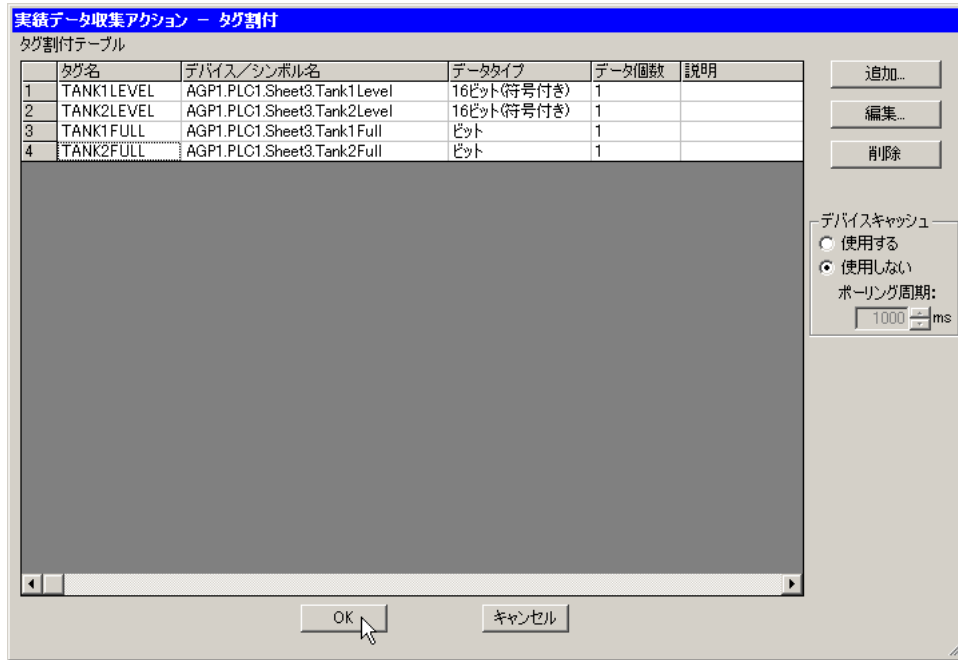 実績データ収集アクション － タグ割付
タグ割付テーブル
タグ名 デバイス／シンボル名 データタイプ データ個数 説明
1 TANK1LEVEL AGP1.PLC1.Sheet3.Tank1Level 16ビット(符号付き) 1
2 TANK2LEVEL AGP1.PLC1.Sheet3.Tank2Level 16ビット(符号付き) 1
3 TANK1FULL AGP1.PLC1.Sheet3.Tank1Full ビット 1
4 TANK2FULL AGP1.PLC1.Sheet3.Tank2Full ビット 1
追加...
編集...
削除
デバイスキャッシュ
使用する
使用しない
ポーリング周期:
1000 ms
OK キャンセル